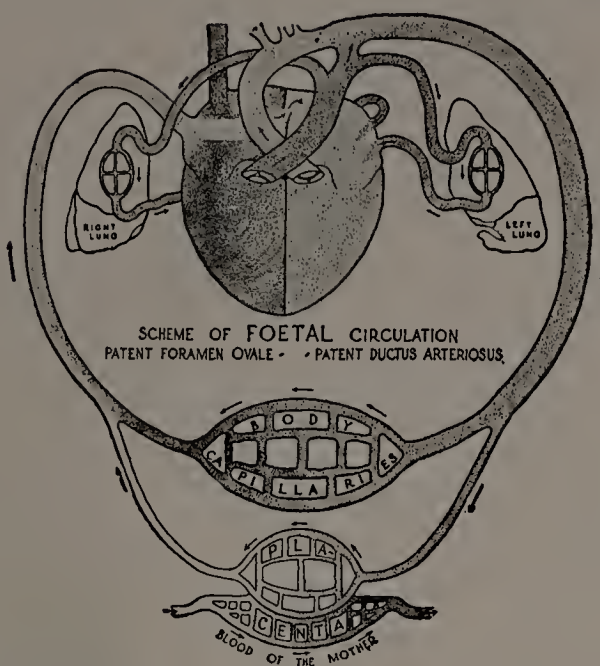 RIGHT
LUNG
LEFT
LUNG
SCHEME OF FOETAL CIRCULATION
PATENT FORAMEN OVALE - - PATENT DUCTUS ARTERIOSUS,
BODY
CAPILLARIES
PLA-
CENTA
BLOOD OF THE MOTHER